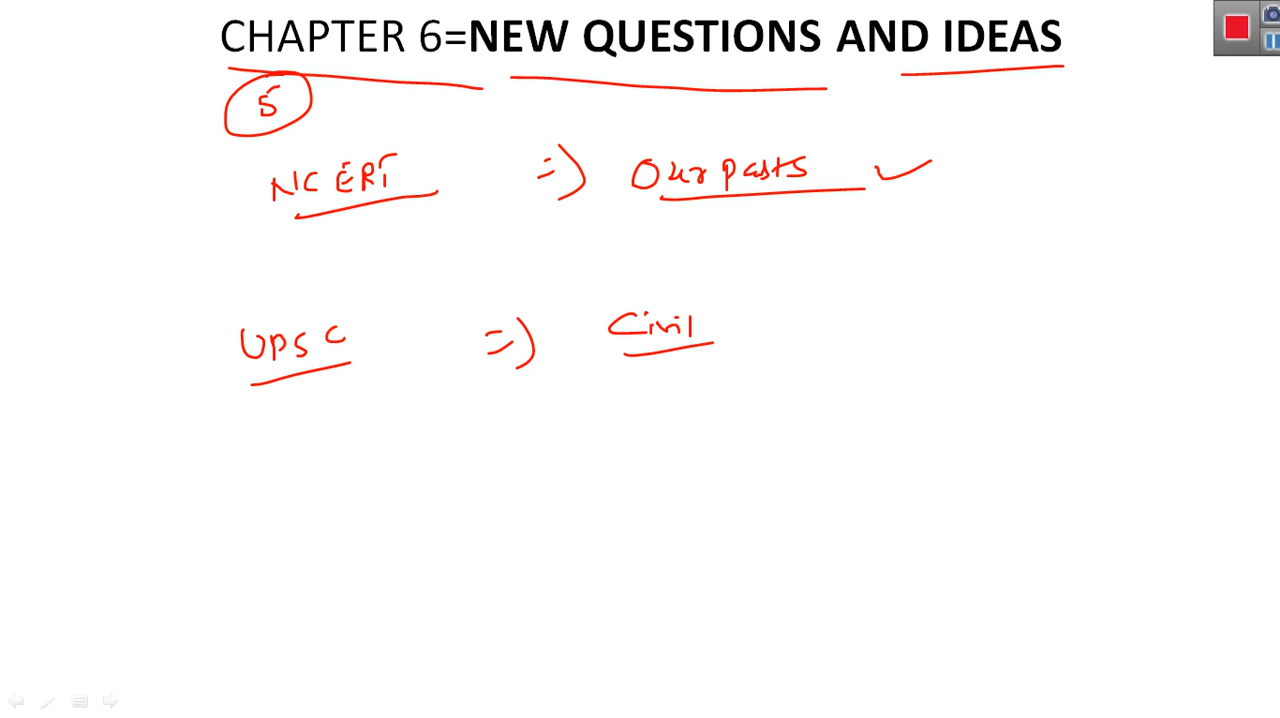 CHAPTER 6=NEW QUESTIONS AND IDEAS
5
NCERT => Our pasts
UPSC => Civil